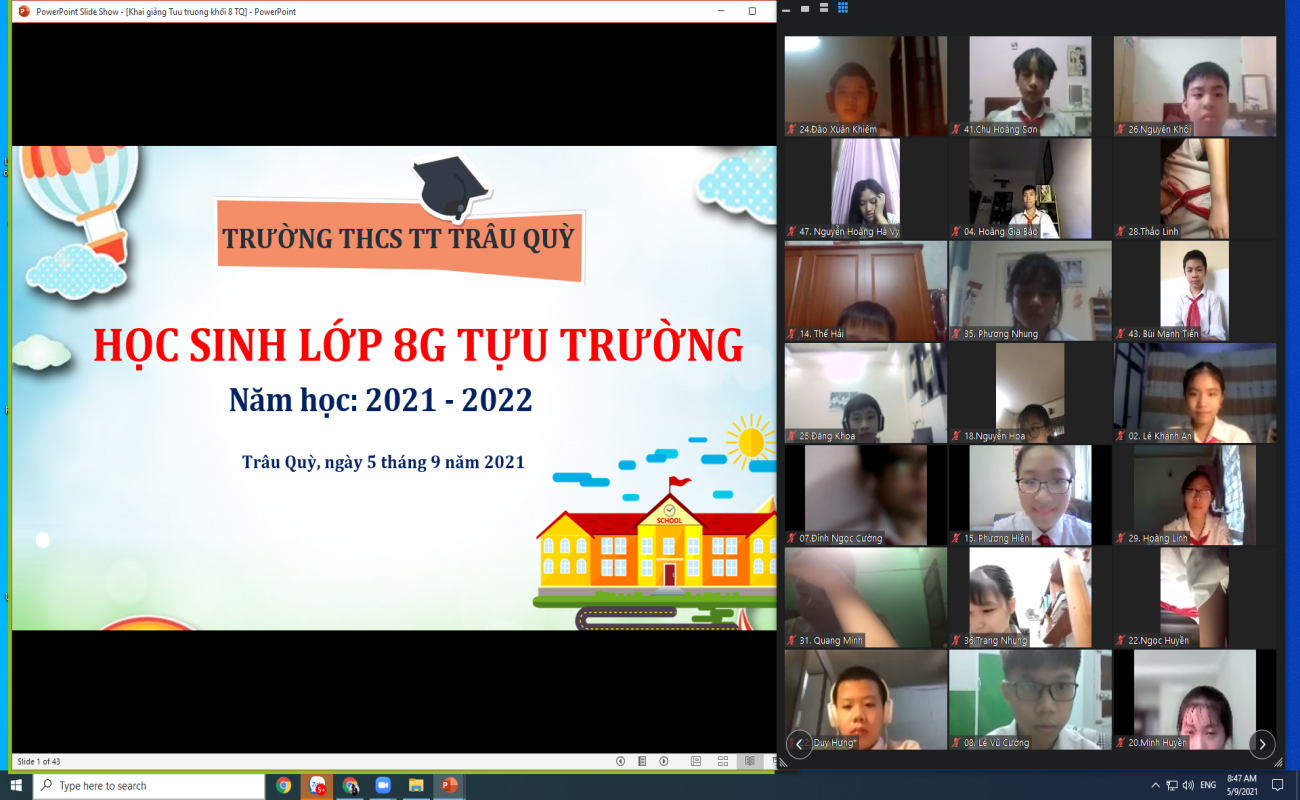 PowerPoint Slide Show - [Khai giảng Tuu truong khối 8 TQ] - PowerPoint
TRƯỜNG THCS TT TRÂU QUỲ
HỌC SINH LỚP 8G TỰU TRƯỜNG
Năm học: 2021 - 2022
Trâu Quỳ, ngày 5 tháng 9 năm 2021
SCHOOL
Slide 1 of 43
24.Đào Xuân Khiêm
41.Chu Hoàng Sơn
26.Nguyên Khôi
47. Nguyễn Hoàng Hà Vy
04. Hoàng Gia Bảo
28.Thảo Linh
14. Thế Hải
35. Phương Nhung
43. Bùi Mạnh Tiến
25.Đăng Khoa
18.Nguyễn Hoa
02. Lê Khánh An
07.Đinh Ngọc Cường
15. Phương Hiền
29. Hoàng Linh
31. Quang Minh
36.Trang Nhung
22.Ngọc Huyền
Duy Hưng*
08. Lê Vũ Cường
20.Minh Huyền
Type here to search
5+
ENG
8:47 AM
5/9/2021